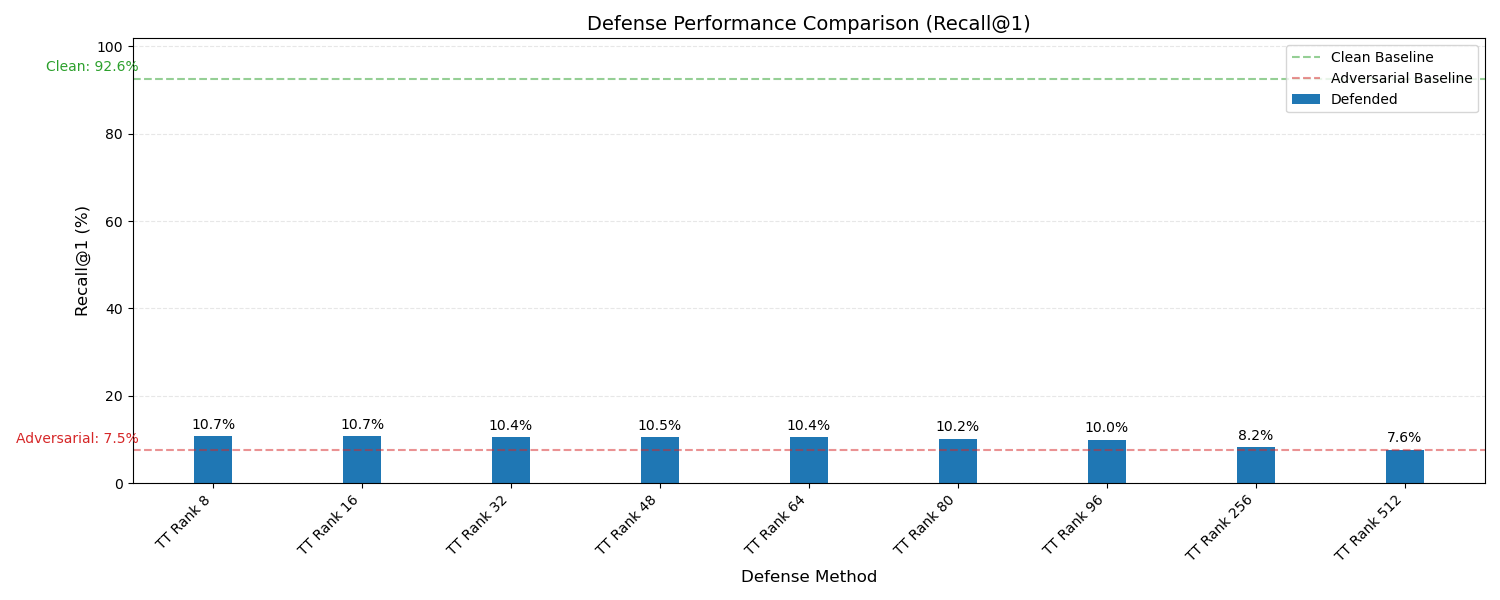 Defense Performance Comparison (Recall@1)
Clean Baseline
Adversarial Baseline
Defended
Clean: 92.6%
Adversarial: 7.5%
Recall@1 (%)
100
80
60
40
20
0
10.7%
10.7%
10.4%
10.5%
10.4%
10.2%
10.0%
8.2%
7.6%
TT Rank 8
TT Rank 16
TT Rank 32
TT Rank 48
TT Rank 64
TT Rank 80
TT Rank 96
TT Rank 256
TT Rank 512
Defense Method